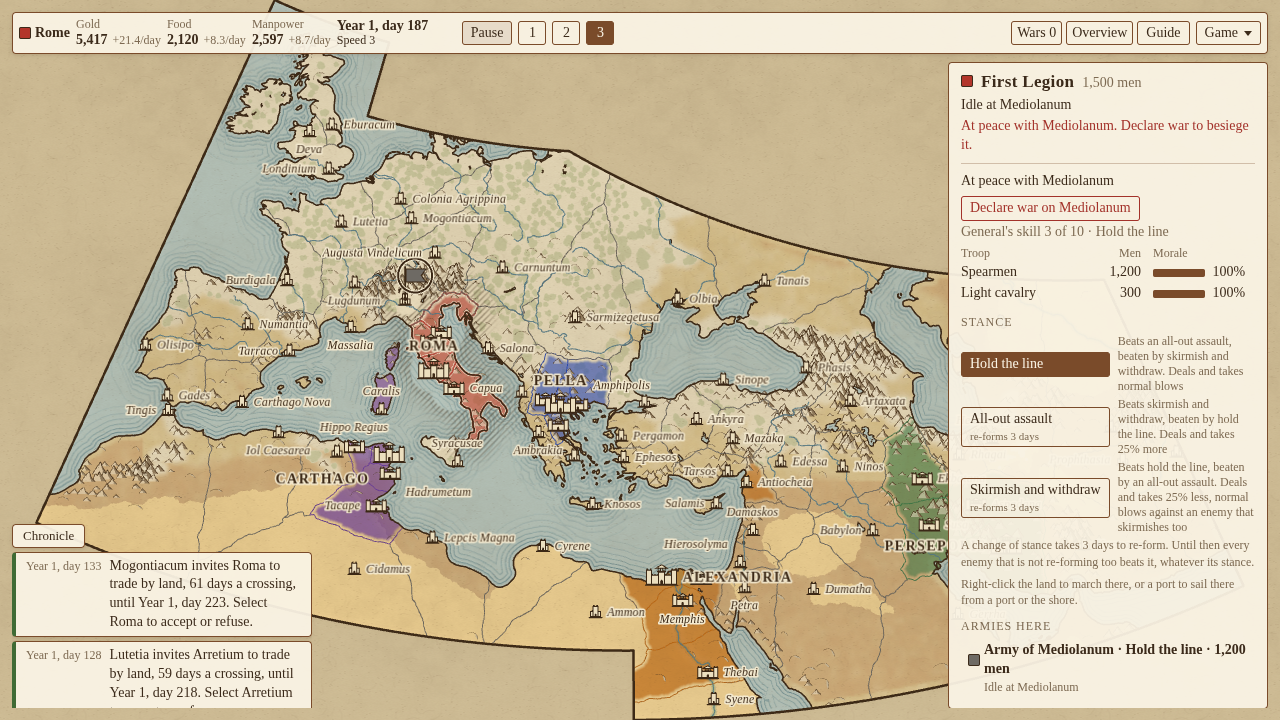 Rome
Gold
5,417 +21.4/day
Food
2,120 +8.3/day
Manpower
2,597 +8.7/day
Year 1, day 187
Speed 3
Pause
1
2
3
Wars 0
Overview
Guide
Game
First Legion 1,500 men
Idle at Mediolanum
At peace with Mediolanum. Declare war to besiege
it.
At peace with Mediolanum
Declare war on Mediolanum
General's skill 3 of 10 · Hold the line
Troop Men Morale
Spearmen 1,200 100%
Light cavalry 300 100%
STANCE
Hold the line
Beats an all-out assault,
beaten by skirmish and
withdraw. Deals and takes
normal blows
All-out assault
re-forms 3 days
Beats skirmish and
withdraw, beaten by hold
the line. Deals and takes
25% more
Skirmish and withdraw
re-forms 3 days
Beats hold the line, beaten
by an all-out assault. Deals
and takes 25% less, normal
blows against an enemy that
skirmishes too
A change of stance takes 3 days to re-form. Until then every
enemy that is not re-forming too beats it, whatever its stance.
Right-click the land to march there, or a port to sail there
from a port or the shore.
ARMIES HERE
Army of Mediolanum · Hold the line · 1,200
men
Idle at Mediolanum
Eburacum
Deva
Londinium
Colonia Agrippina
Lutetia
Mogontiacum
Augusta Vindelicum
Carnuntum
Burdigala
Lugdunum
Tanais
Olbia
Sarmizegetusa
Numantia
Olisipo
Tarraco
Massalia
ROMA
Salona
Phasis
Sinope
PELLA
Amphipolis
Caralis
Capua
Gades
Carthago Nova
Tingis
Artaxata
Ankyra
Hippo Regius
Pergamon
Mazaka
Iol Caesarea
Syracusae
Ambrakia
Ephesos
Tarsos
Edessa
Ninos
CARTHAGO
Hadrumetum
Antiocheia
Tacape
Knosos
Salamis
Damaskos
Babylon
Lepcis Magna
Cyrene
Hierosolyma
PERSEP
Cidamus
ALEXANDRIA
Dumatha
Petra
Ammon
Memphis
Thebai
Syene
Chronicle
Year 1, day 133 Mogontiacum invites Roma to
trade by land, 61 days a crossing,
until Year 1, day 223. Select
Roma to accept or refuse.
Year 1, day 128 Lutetia invites Arretium to trade
by land, 59 days a crossing, until
Year 1, day 218. Select Arretium